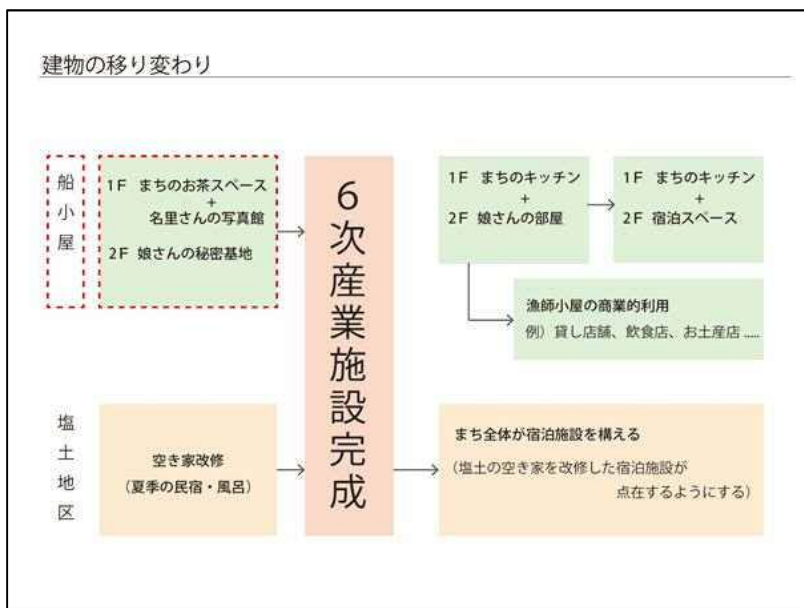 建物の移り変わり
船小屋
1F まちのお茶スペース
+
名里さんの写真館
2F 娘さんの秘密基地
6次産業施設完成
1F まちのキッチン
+
2F 娘さんの部屋
1F まちのキッチン
+
2F 宿泊スペース
漁師小屋の商業的利用
例）貸し店舗、飲食店、お土産店 .....
塩土地区
空き家改修
（夏季の民宿・風呂）
まち全体が宿泊施設を構える
（塩土の空き家を改修した宿泊施設が
点在するようにする）